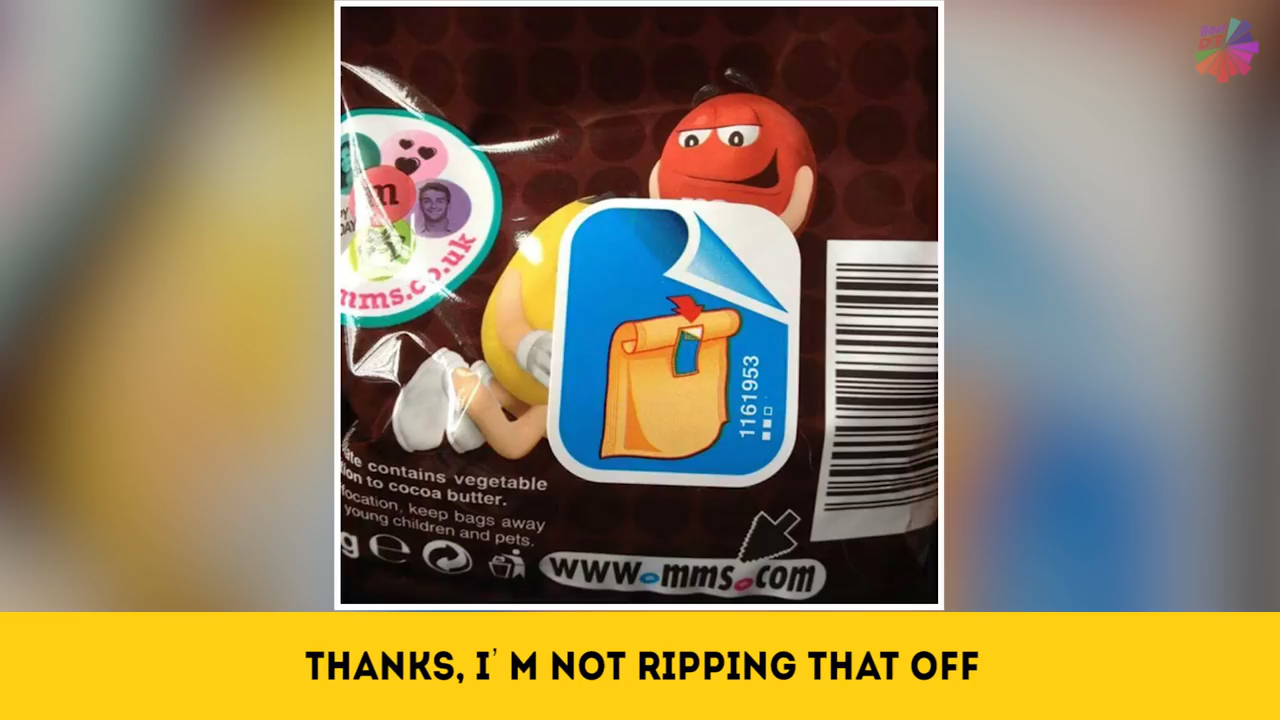 m
mms.co.uk
1161953
contains vegetable
to cocoa butter.
keep bags away
young children and pets.
g e
www.mms.com
THANKS, I' M NOT RIPPING THAT OFF